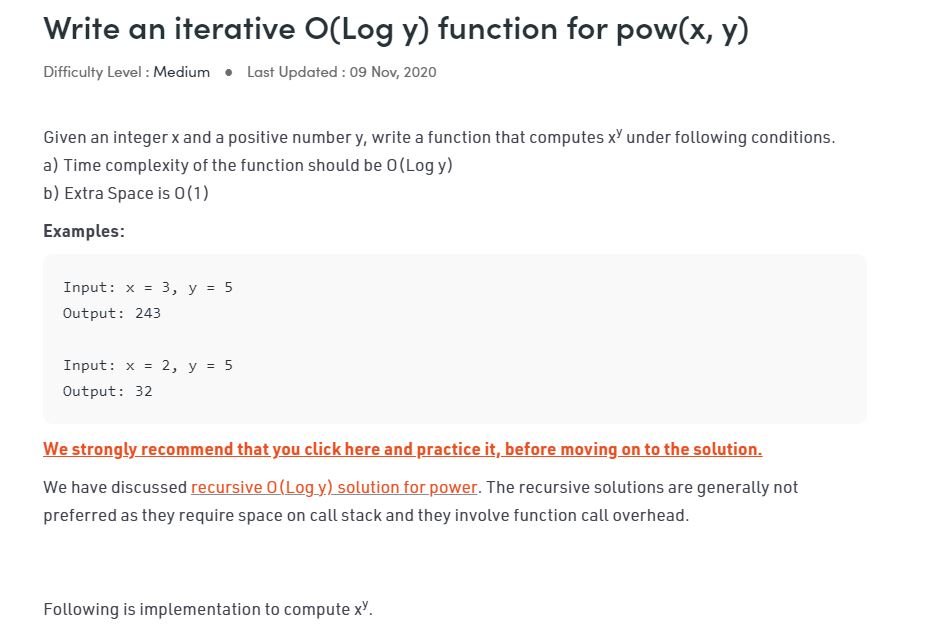 Write an iterative O(Log y) function for pow(x, y)
Difficulty Level : Medium ● Last Updated : 09 Nov, 2020
Given an integer x and a positive number y, write a function that computes xʸ under following conditions.
a) Time complexity of the function should be O(Log y)
b) Extra Space is O(1)
Examples:
Input: x = 3, y = 5
Output: 243
Input: x = 2, y = 5
Output: 32
We strongly recommend that you click here and practice it, before moving on to the solution.
We have discussed recursive O(Log y) solution for power. The recursive solutions are generally not
preferred as they require space on call stack and they involve function call overhead.
Following is implementation to compute xʸ.